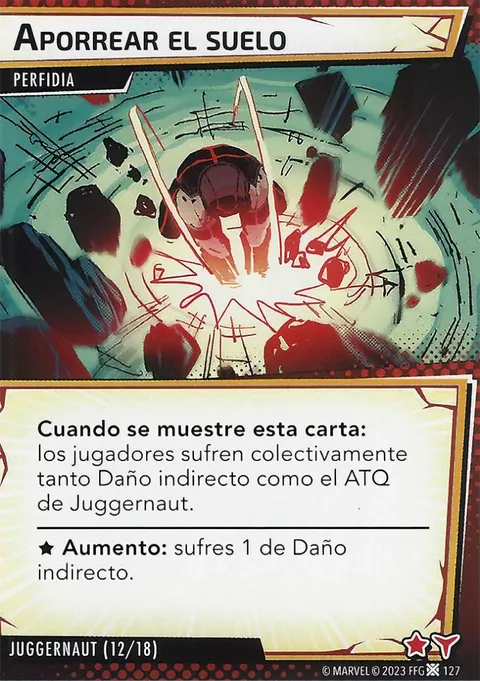 APORREAR EL SUELO
PERFIDIA
Cuando se muestre esta carta:
los jugadores sufren colectivamente
tanto Daño indirecto como el ATQ
de Juggernaut.
★ Aumento: sufres 1 de Daño
indirecto.
JUGGERNAUT (12/18)
© MARVEL © 2023 FFG 127